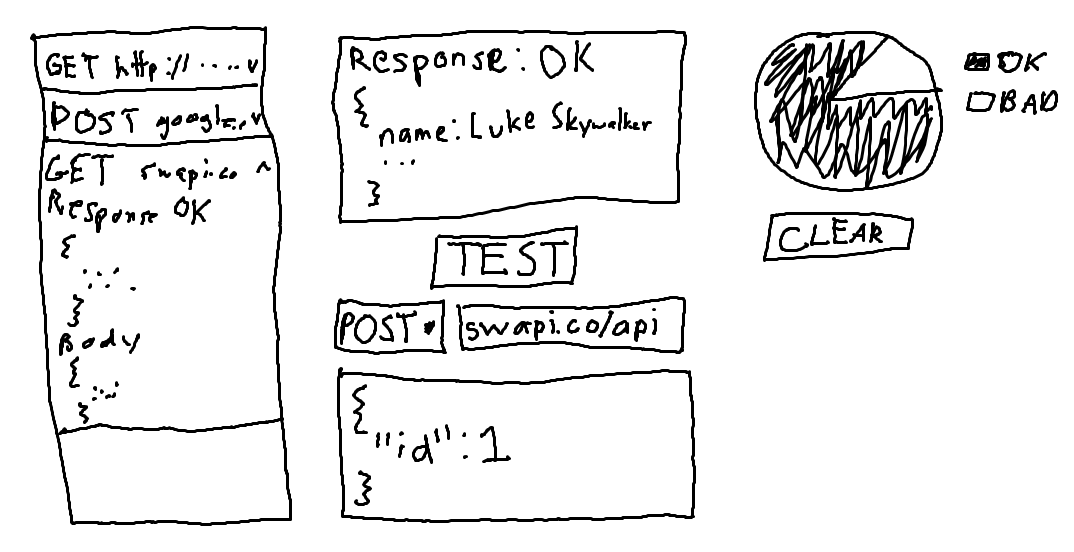 GET http://.... v
POST google... v
GET swapi.co ^
Response OK
{
.....
}
Body
{
....
}
Response: OK
{
name: Luke Skywalker
...
}
TEST
POST
swapi.co/api
{
"id": 1
}
OK
BAD
CLEAR